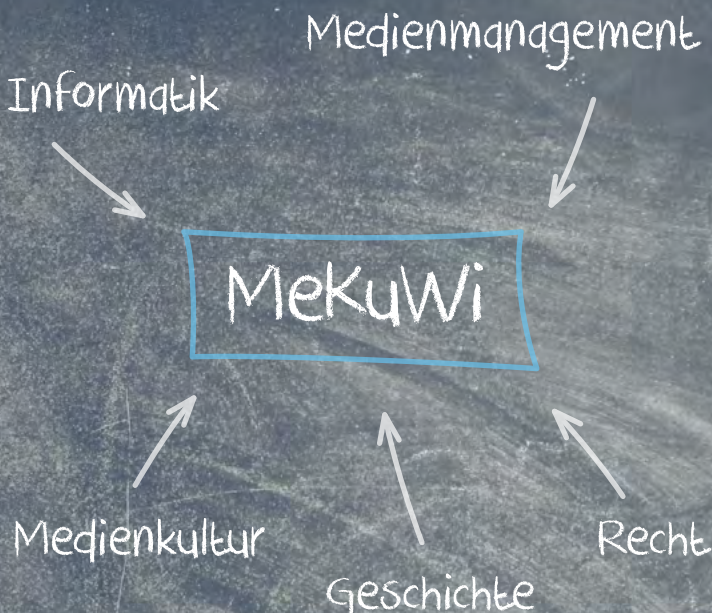 Medienmanagement
Informatik
MeKuWi
Medienkultur
Recht
Geschichte